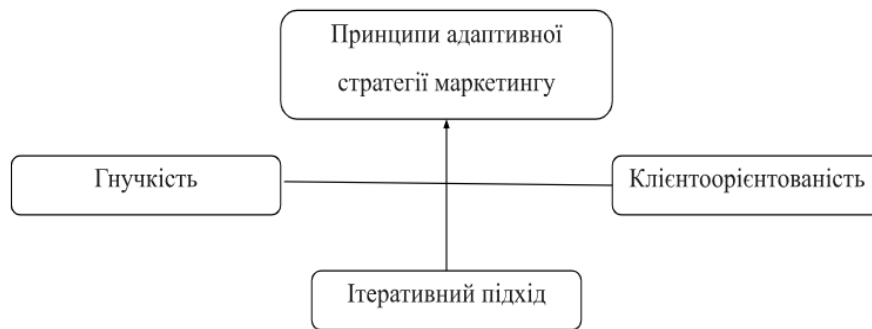 Принципи адаптивної
стратегії маркетингу
Гнучкість
Клієнтоорієнтованість
Ітеративний підхід